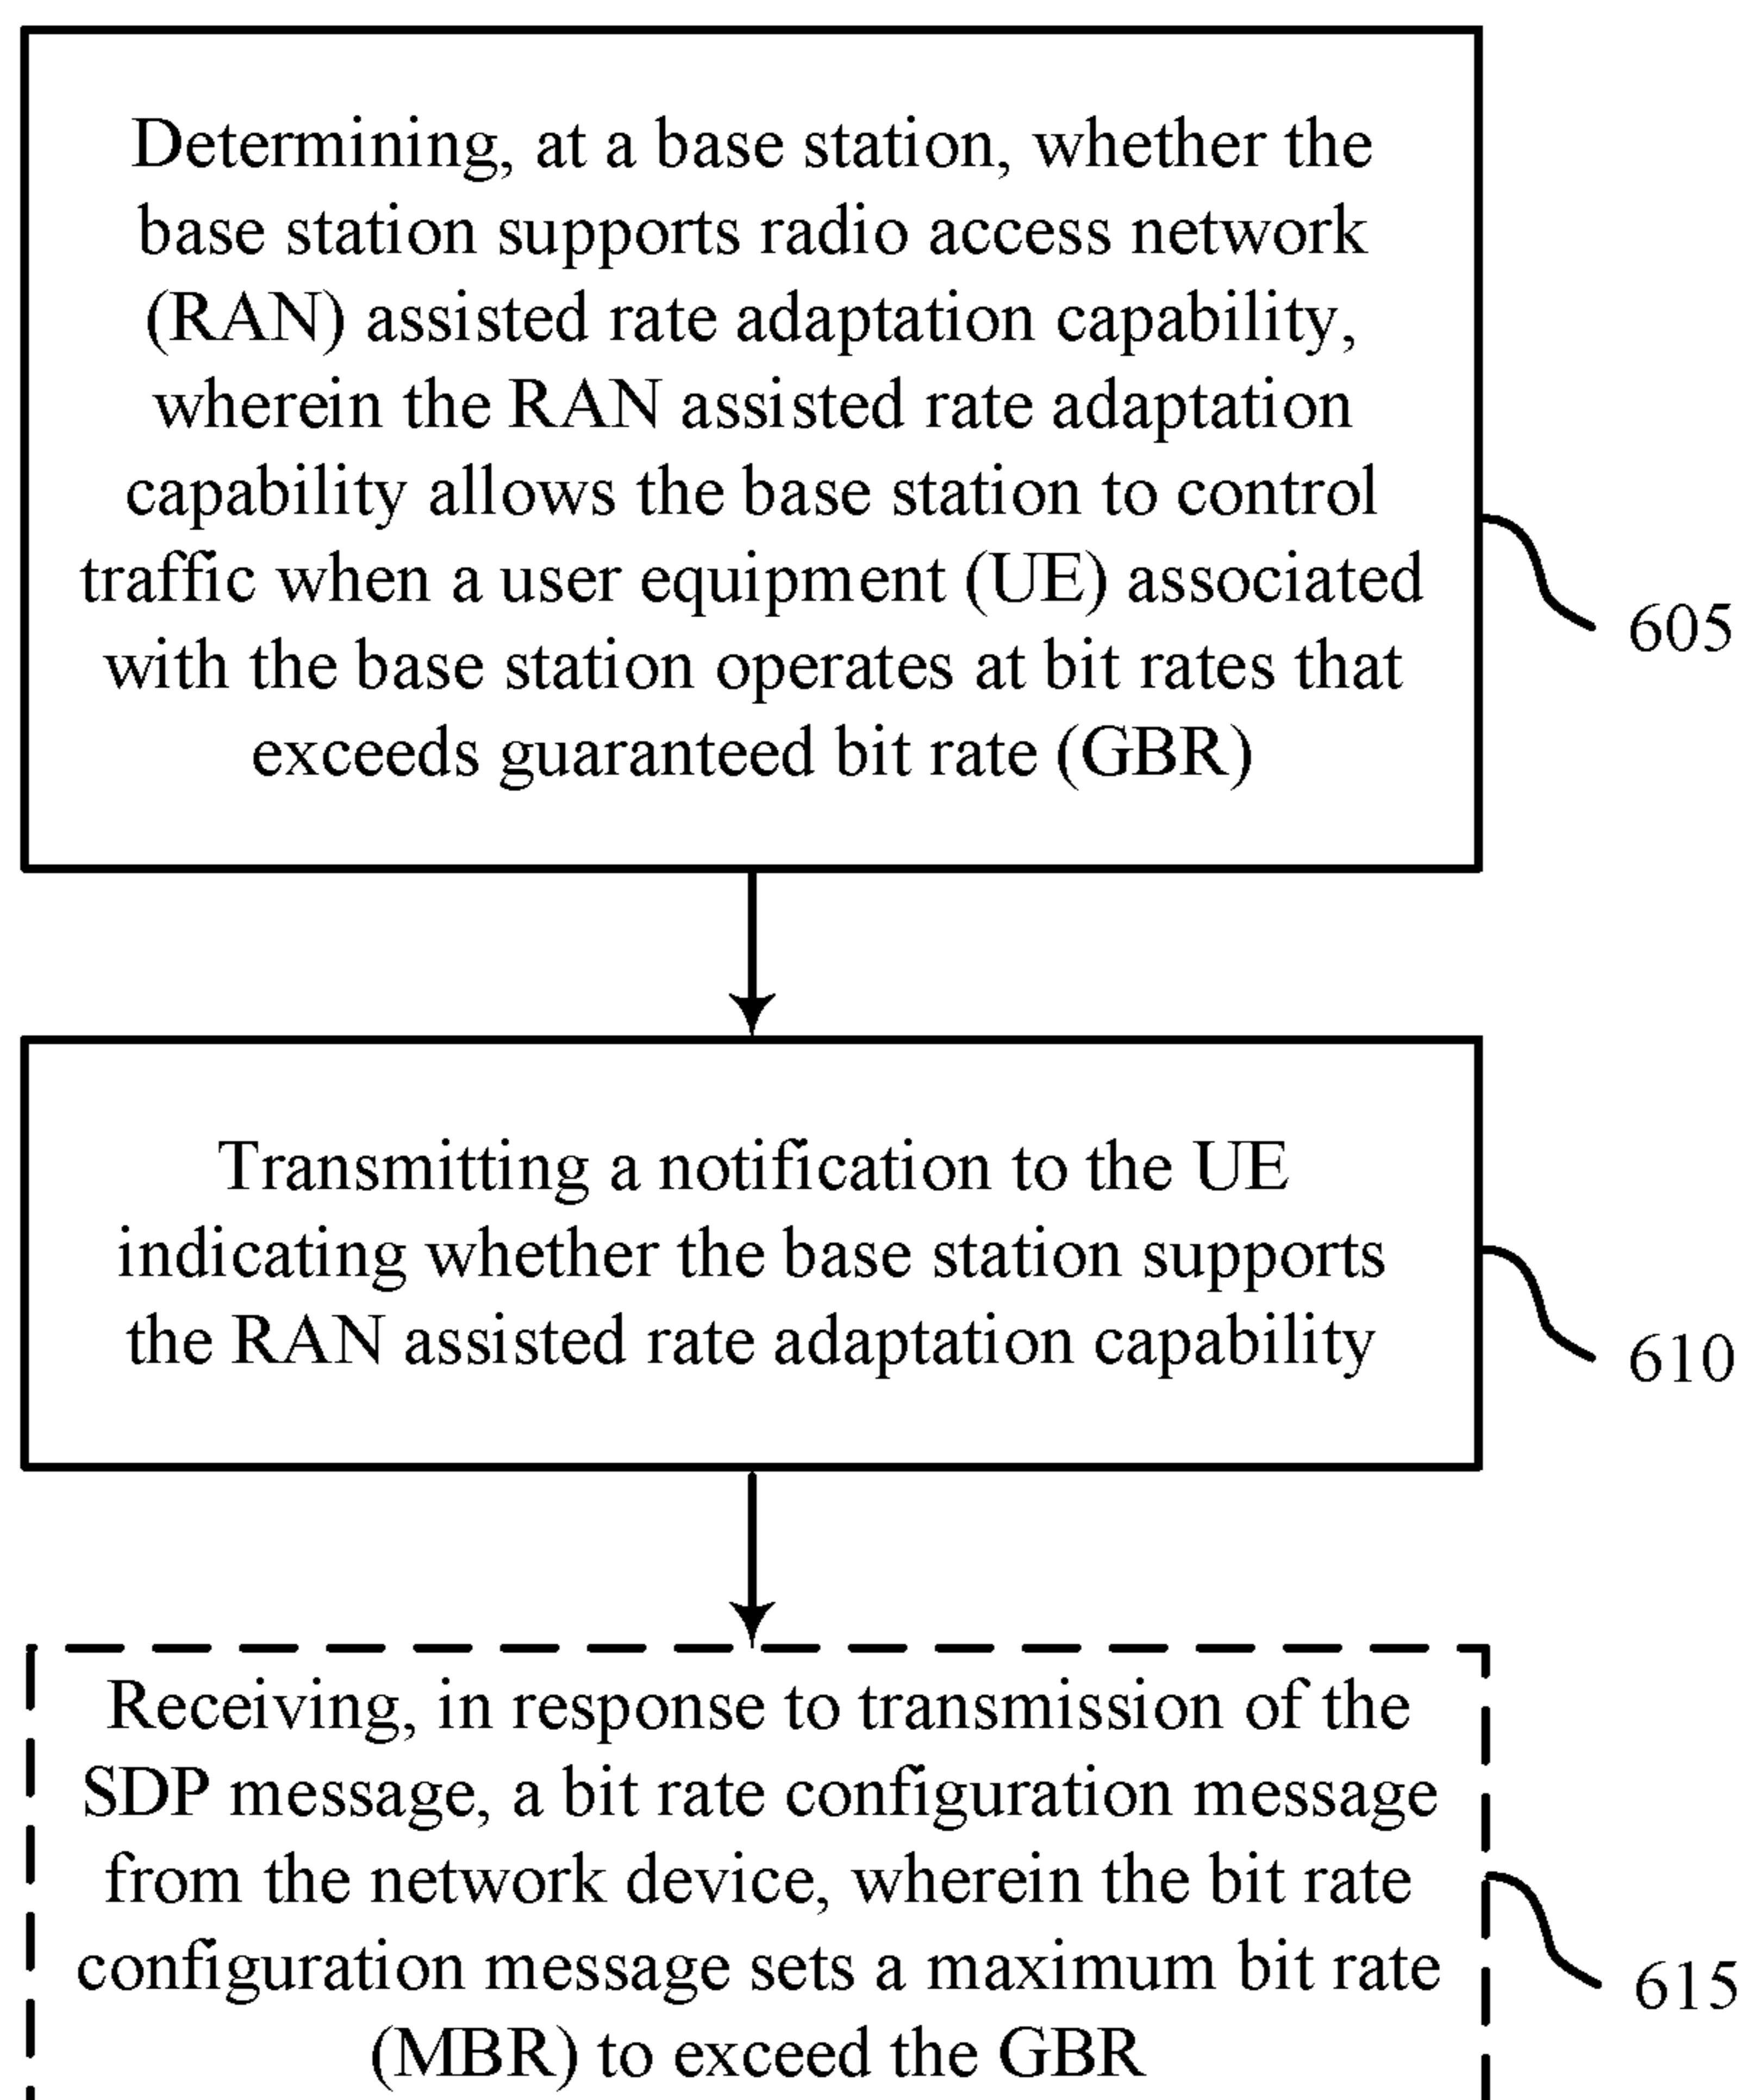 Determining, at a base station, whether the
base station supports radio access network
(RAN) assisted rate adaptation capability,
wherein the RAN assisted rate adaptation
capability allows the base station to control
traffic when a user equipment (UE) associated
with the base station operates at bit rates that
exceeds guaranteed bit rate (GBR)
605
Transmitting a notification to the UE
indicating whether the base station supports
the RAN assisted rate adaptation capability
610
Receiving, in response to transmission of the
SDP message, a bit rate configuration message
from the network device, wherein the bit rate
configuration message sets a maximum bit rate
(MBR) to exceed the GBR
615